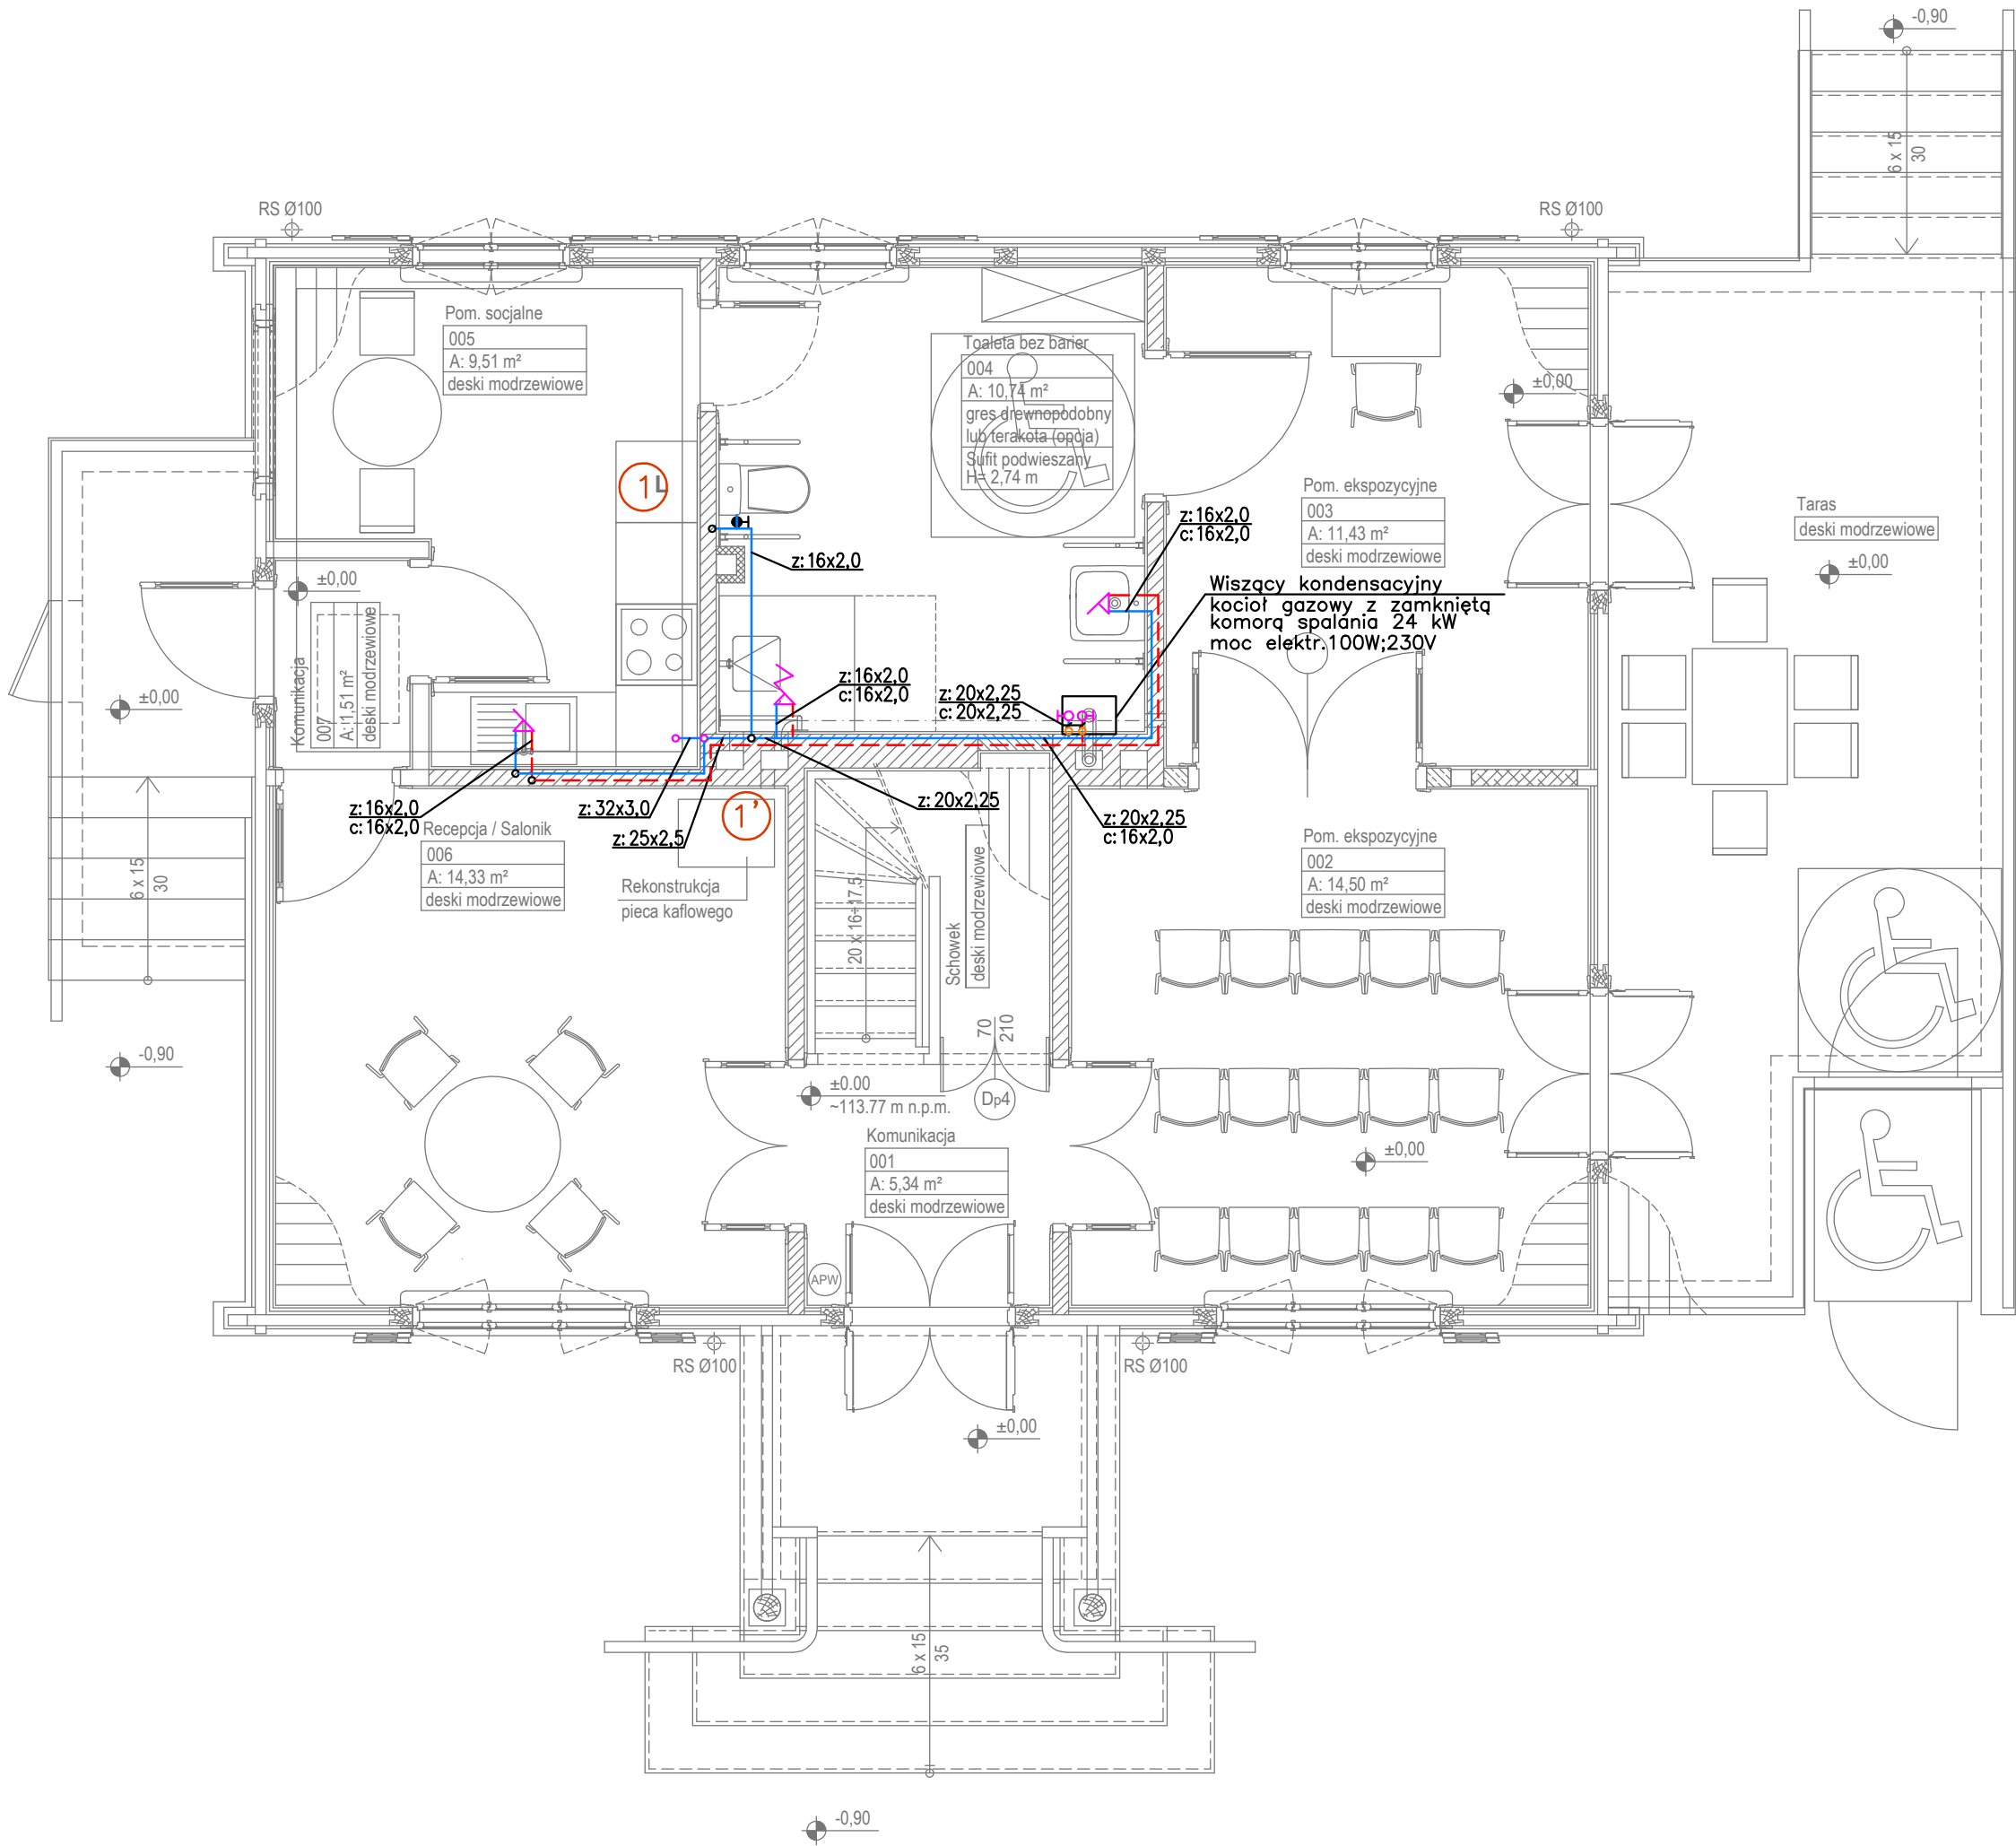 -0,90
6 x 15
30
RS Ø100
RS Ø100
Pom. socjalne
005
A: 9,51 m²
deski modrzewiowe
Toaleta bez barier
004
A: 10,74 m²
gres drewnopodobny
lub terakota (opcja)
Sufit podwieszany
H= 2,74 m
±0,00
Pom. ekspozycyjne
003
A: 11,43 m²
deski modrzewiowe
Taras
deski modrzewiowe
±0,00
1L
z:16x2,0
c:16x2,0
z:16x2,0
Wiszący kondensacyjny
kocioł gazowy z zamkniętą
komorą spalania 24 kW
moc elektr.100W;230V
±0,00
Komunikacja
007
A:1,51 m²
deski modrzewiowe
±0,00
z:16x2,0
c:16x2,0
z:20x2,25
c:20x2,25
z:16x2,0
c:16x2,0
z:32x3,0
z:25x2,5
1'
z:20x2,25
z:20x2,25
c:16x2,0
Recepcja / Salonik
006
A: 14,33 m²
deski modrzewiowe
Rekonstrukcja
pieca kaflowego
6 x 15
30
20 x 16÷17,5
Schowek
deski modrzewiowe
Pom. ekspozycyjne
002
A: 14,50 m²
deski modrzewiowe
70
210
-0,90
±0.00
~113.77 m n.p.m.
Dp4
Komunikacja
001
A: 5,34 m²
deski modrzewiowe
±0,00
APW
RS Ø100
RS Ø100
±0,00
6 x 15
35
-0,90